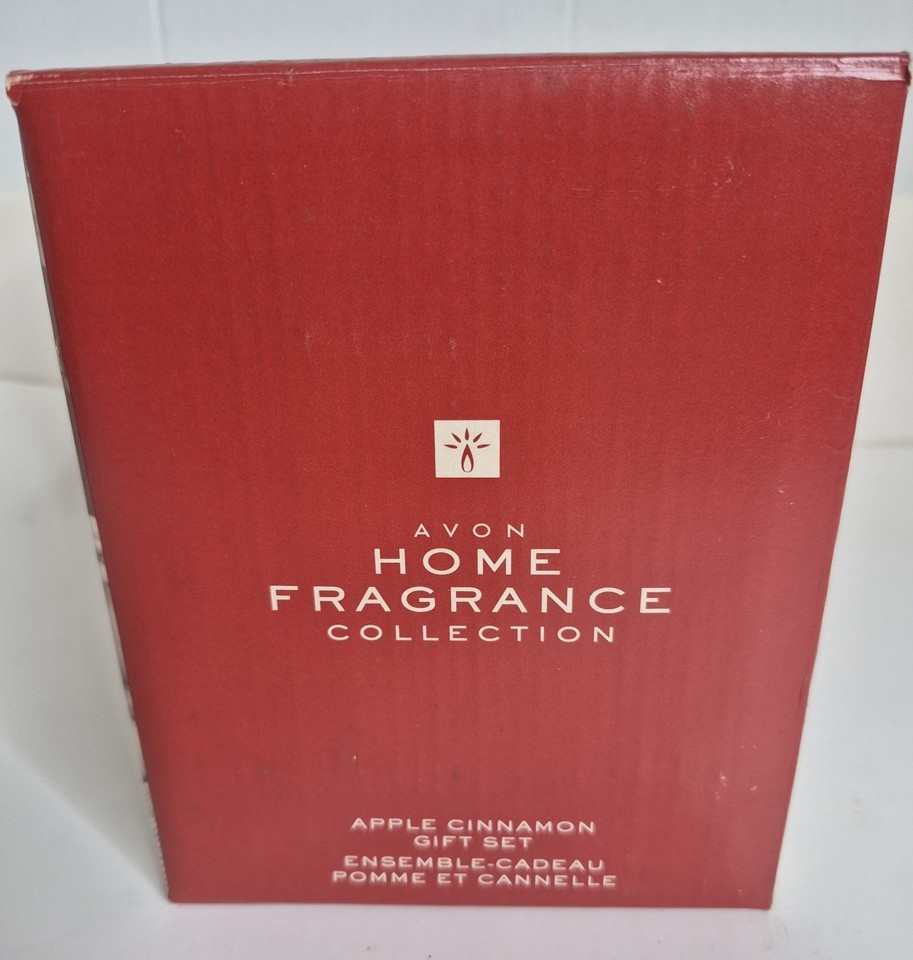 AVON
HOME
FRAGRANCE
COLLECTION
APPLE CINNAMON
GIFT SET
ENSEMBLE-CADEAU
POMME ET CANNELLE